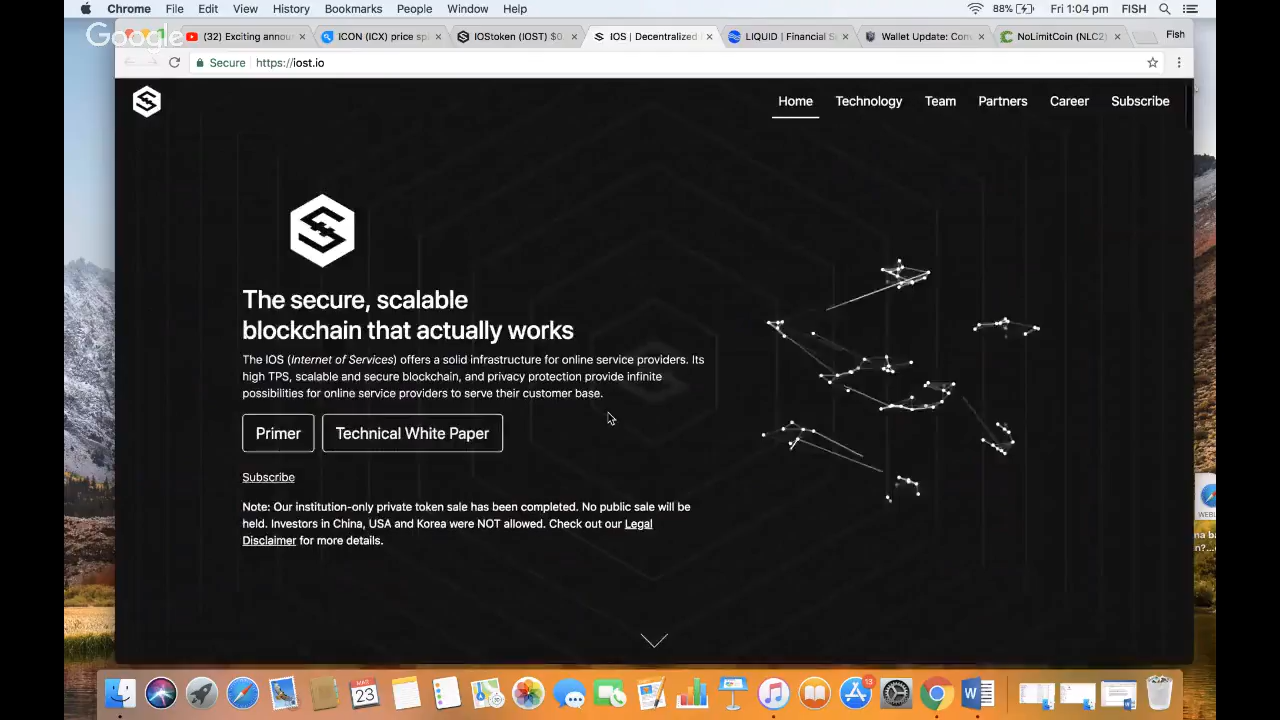 Chrome File Edit View History Bookmarks People Window Help 88% Fri 1:04 pm FISH
Google
(32) Exciting annou ICON (ICX) price sp IOStoken (IOST) IOS | Decentralized LIQUID | Financial S Wallet Update: Con NoLimitCoin (NLC2) Fish
Secure https://iost.io
Home Technology Team Partners Career Subscribe
The secure, scalable
blockchain that actually works
The IOS (Internet of Services) offers a solid infrastructure for online service providers. Its
high TPS, scalable and secure blockchain, and privacy protection provide infinite
possibilities for online service providers to serve their customer base.
Primer Technical White Paper
Subscribe
Note: Our institution-only private token sale has been completed. No public sale will be
held. Investors in China, USA and Korea were NOT allowed. Check out our Legal
Disclaimer for more details.
MAR
23
W